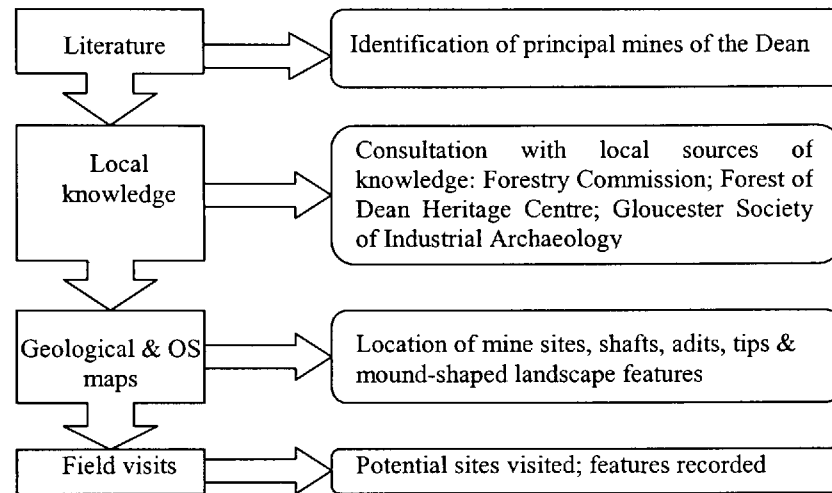 Literature
Identification of principal mines of the Dean
Local
knowledge
Consultation with local sources of
knowledge: Forestry Commission; Forest of
Dean Heritage Centre; Gloucester Society
of Industrial Archaeology
Geological & OS
maps
Location of mine sites, shafts, adits, tips &
mound-shaped landscape features
Field visits
Potential sites visited; features recorded